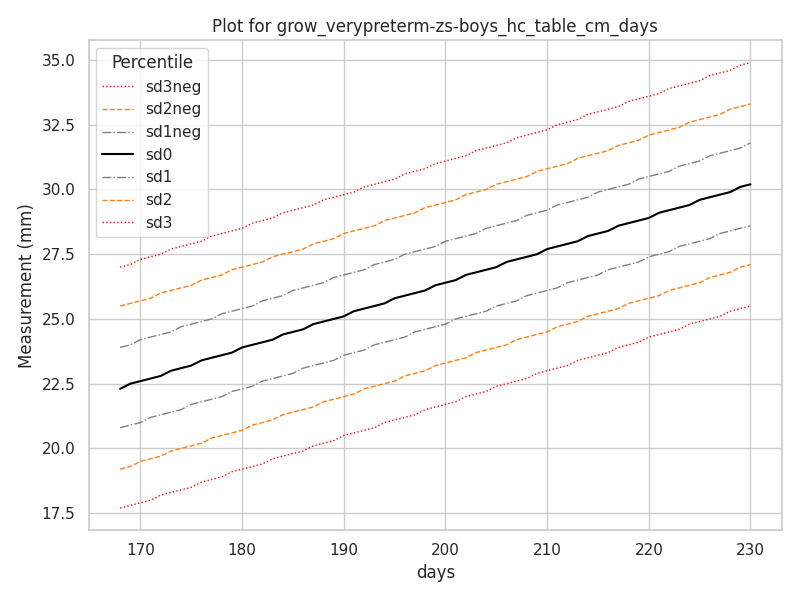 Plot for grow_verypreterm-zs-boys_hc_table_cm_days
Measurement (mm)
35.0
32.5
30.0
27.5
25.0
22.5
20.0
17.5
Percentile
sd3neg
sd2neg
sd1neg
sd0
sd1
sd2
sd3
170 180 190 200 210 220 230
days